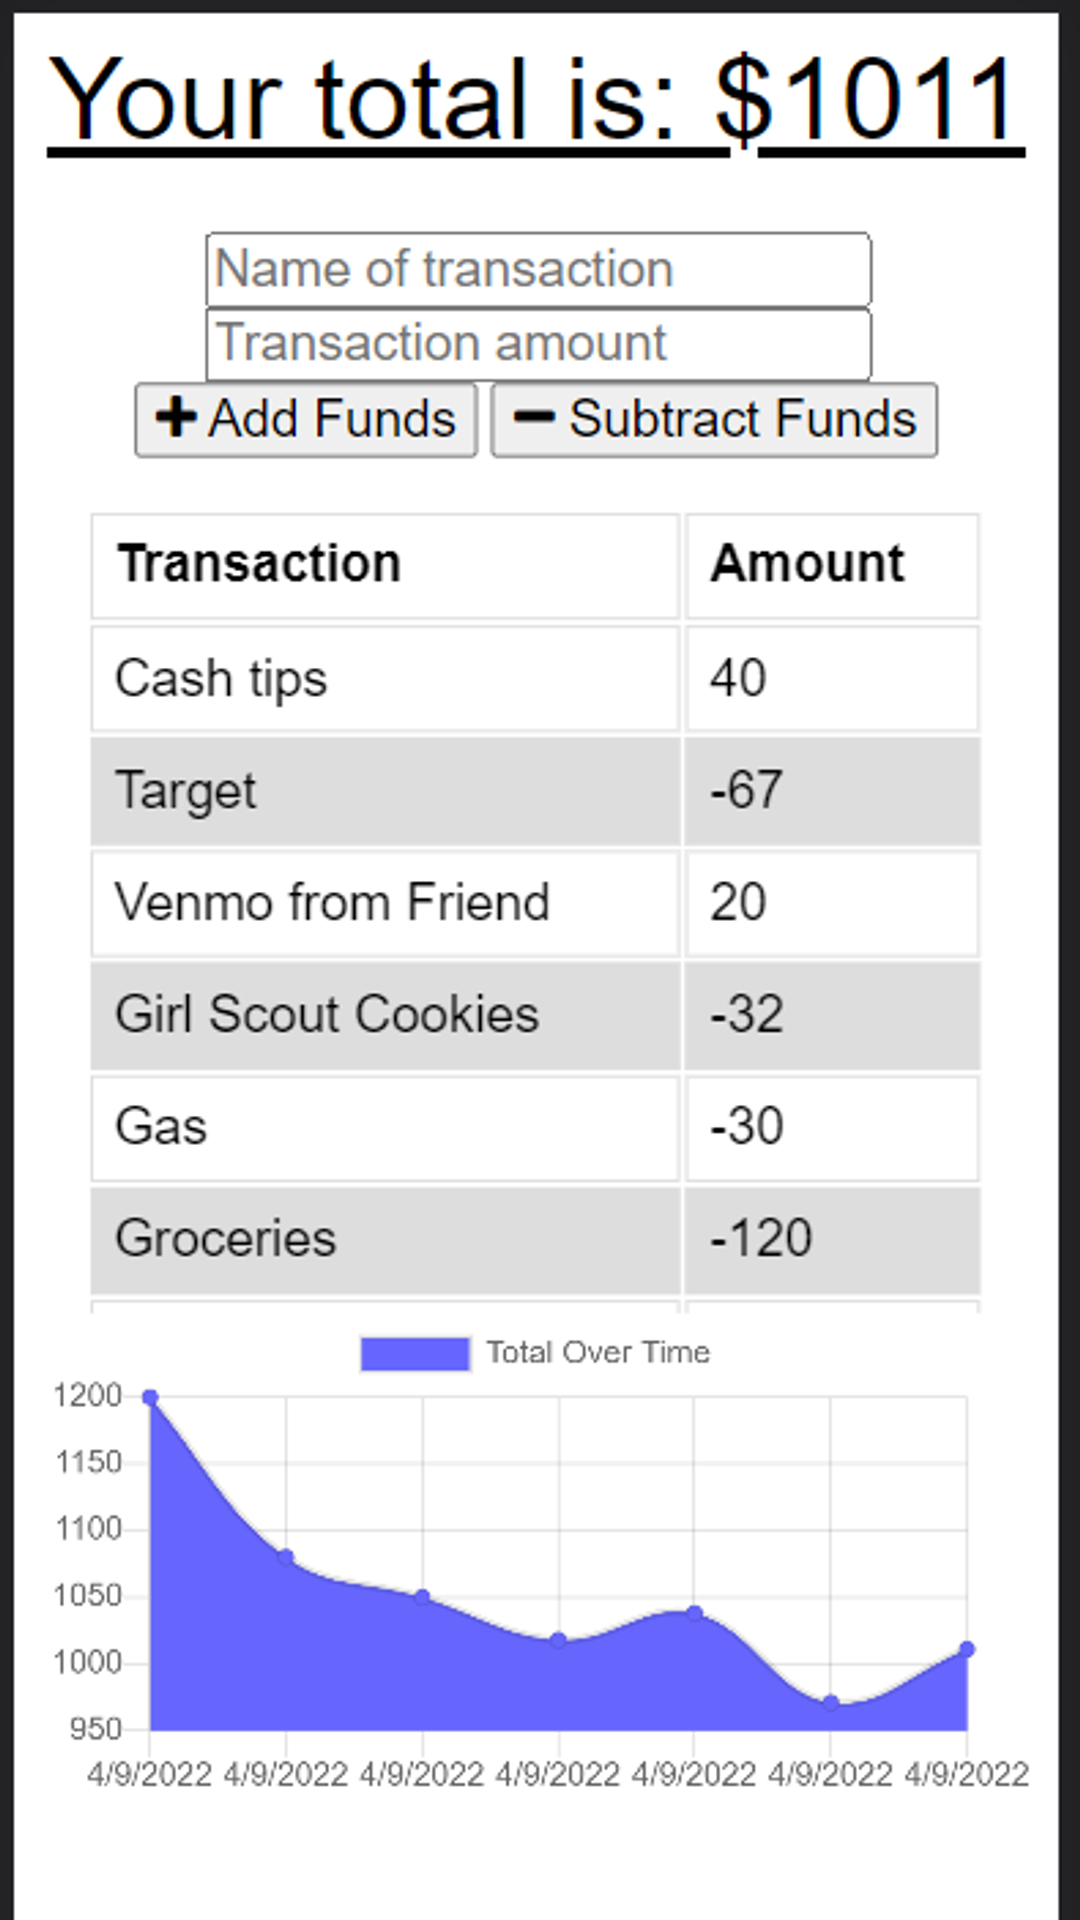 Your total is: $1011
Name of transaction
Transaction amount
Add Funds Subtract Funds
Transaction Amount
Cash tips 40
Target -67
Venmo from Friend 20
Girl Scout Cookies -32
Gas -30
Groceries -120
Total Over Time
1200
1150
1100
1050
1000
950
4/9/2022 4/9/2022 4/9/2022 4/9/2022 4/9/2022 4/9/2022 4/9/2022